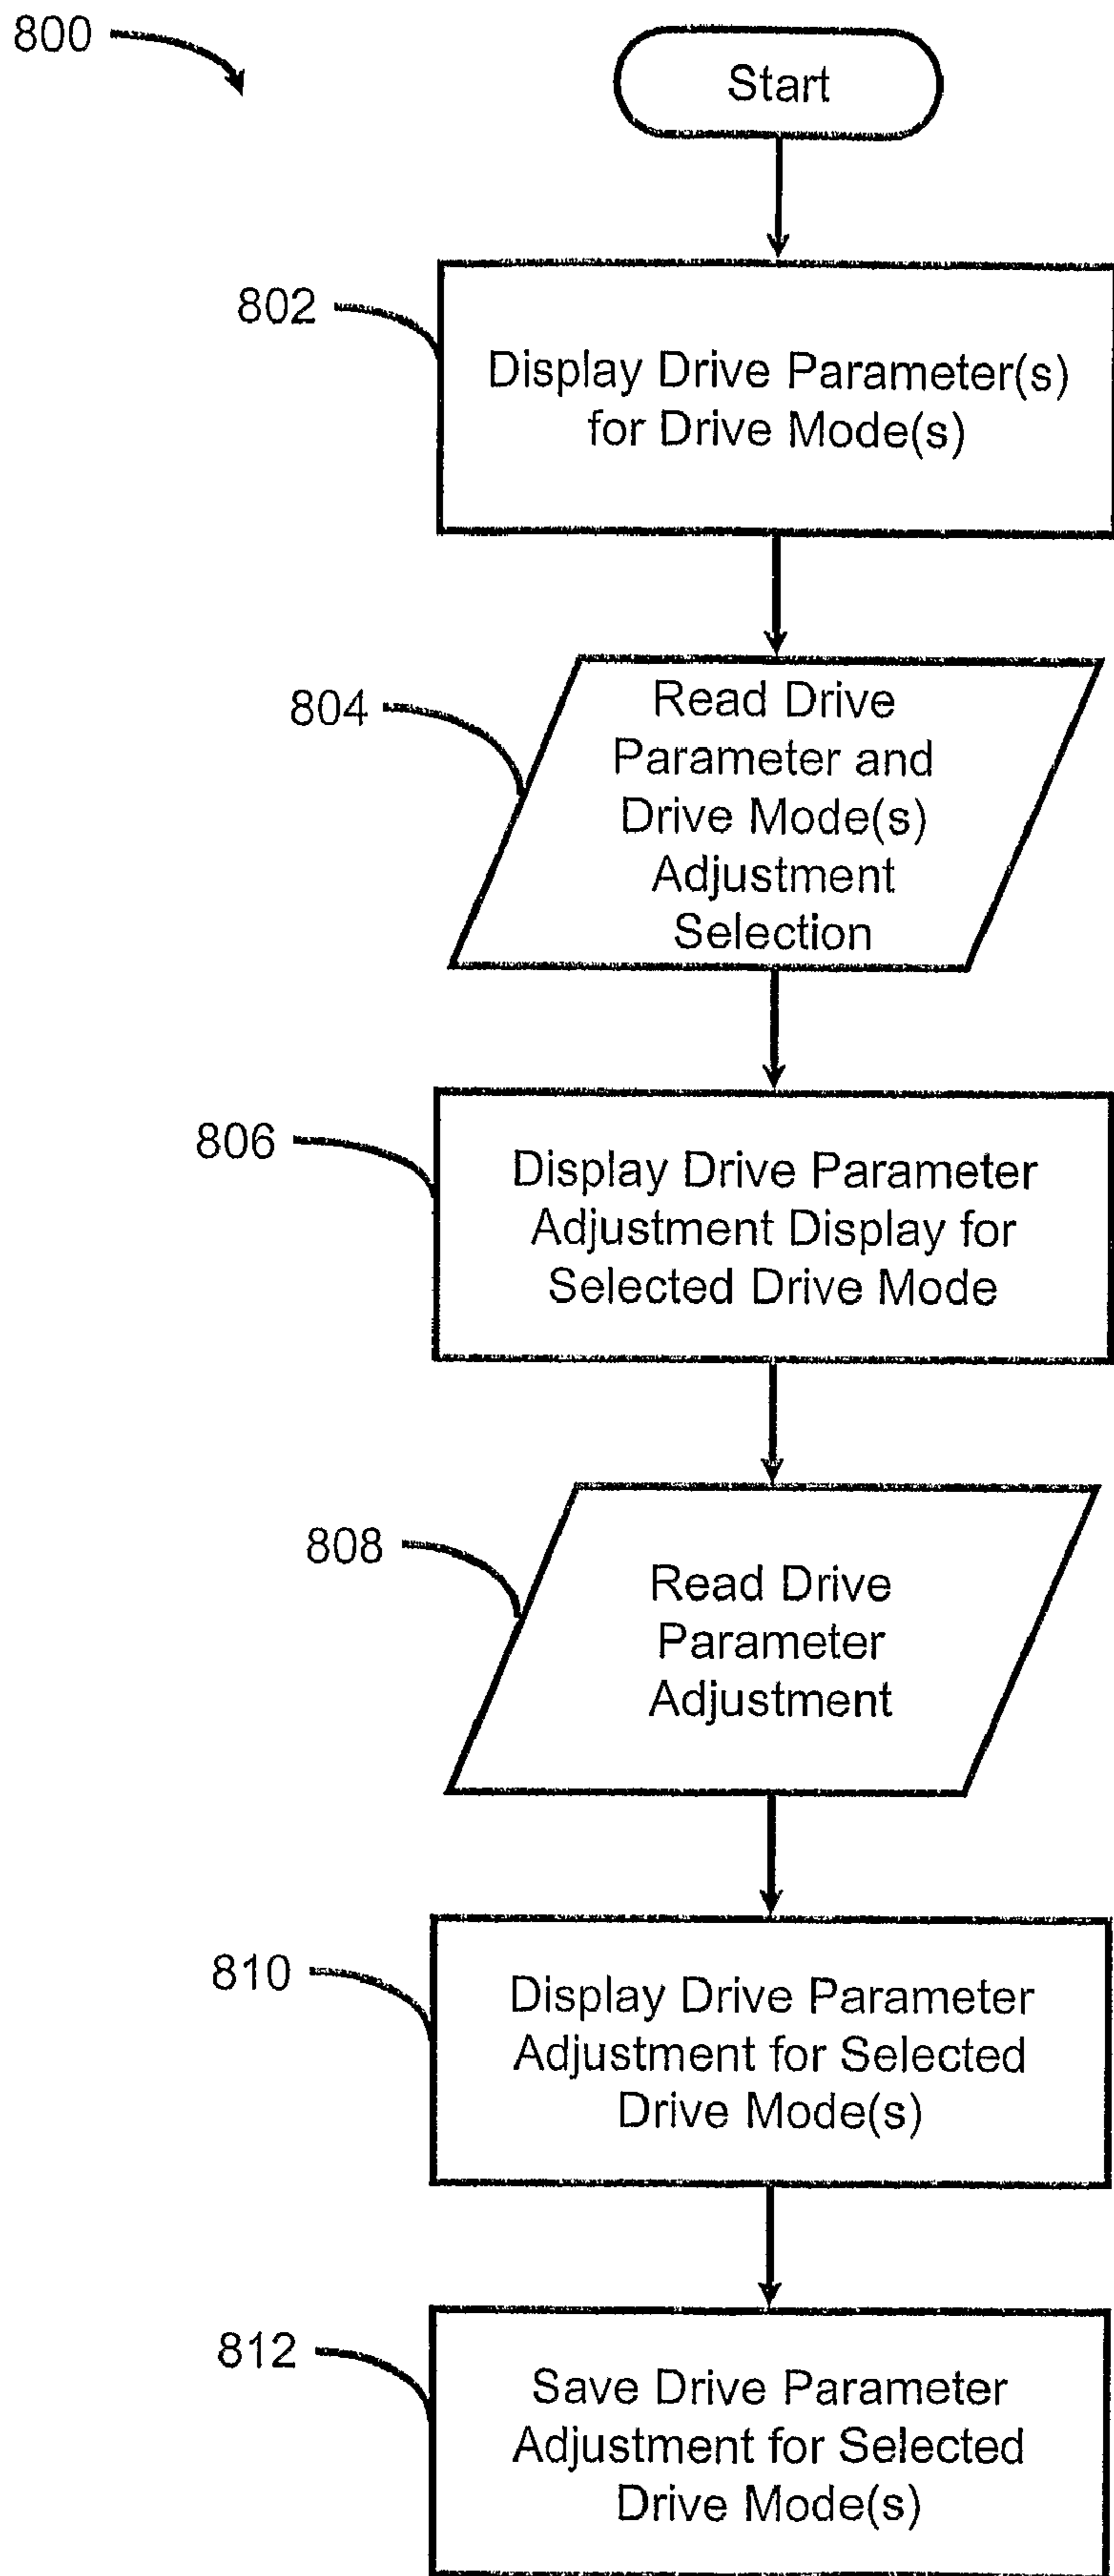 800
Start
802
Display Drive Parameter(s)
for Drive Mode(s)
804
Read Drive
Parameter and
Drive Mode(s)
Adjustment
Selection
806
Display Drive Parameter
Adjustment Display for
Selected Drive Mode
808
Read Drive
Parameter
Adjustment
810
Display Drive Parameter
Adjustment for Selected
Drive Mode(s)
812
Save Drive Parameter
Adjustment for Selected
Drive Mode(s)